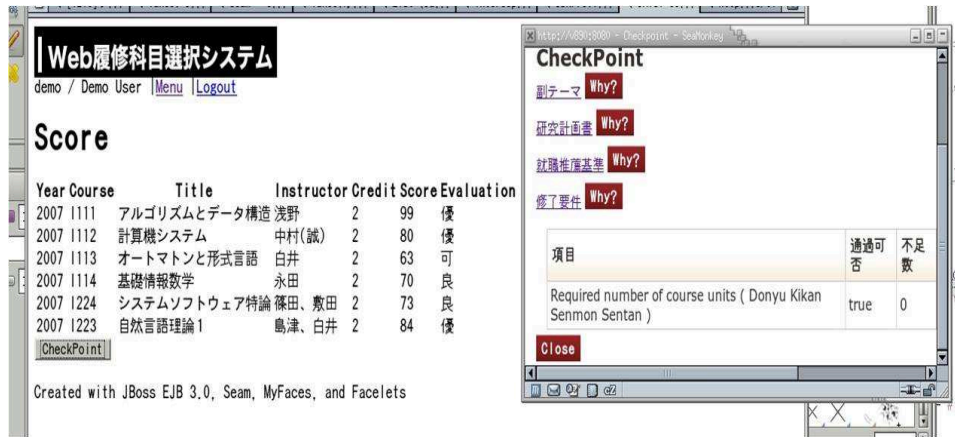 Web履修科目選択システム
demo / Demo User |Menu |Logout
Score
Year Course Title Instructor Credit Score Evaluation
2007 I111 アルゴリズムとデータ構造 浅野 2 99 優
2007 I112 計算機システム 中村(誠) 2 80 優
2007 I113 オートマトンと形式言語 白井 2 63 可
2007 I114 基礎情報数学 永田 2 70 良
2007 I224 システムソフトウェア特論 篠田、敷田 2 73 良
2007 I223 自然言語理論1 島津、白井 2 84 優
CheckPoint
Created with JBoss EJB 3.0, Seam, MyFaces, and Facelets
http://v890:8080 - Checkpoint - SeaMonkey
CheckPoint
副テーマ Why?
研究計画書 Why?
就職推薦基準 Why?
修了要件 Why?
項目 通過可否 不足数
Required number of course units ( Donyu Kikan
Senmon Sentan ) true 0
Close